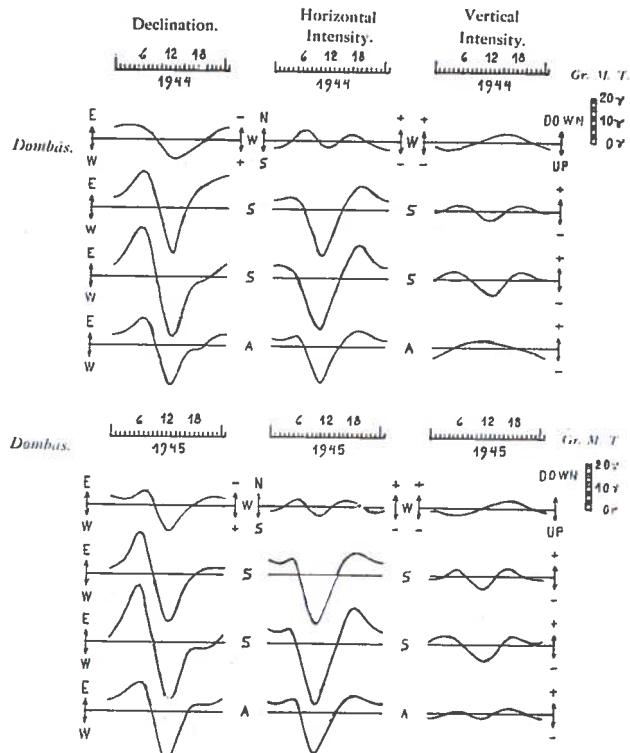 Declination. Horizontal Intensity. Vertical Intensity.
6 12 18 6 12 18 6 12 18
1944 1944 1944 Gr. M. T.
E - N + + DOWN 20γ
Dombås. W W 10γ
W + S - - UP 0γ
E S S +
W -
E S S +
W -
E A A +
W -
6 12 18 6 12 18 6 12 18
Dombås. 1945 1945 1945 Gr. M. T.
E - N + + DOWN 20γ
W W 10γ
W + S - - UP 0γ
E S S +
W -
E S S +
W -
E A A +
W -